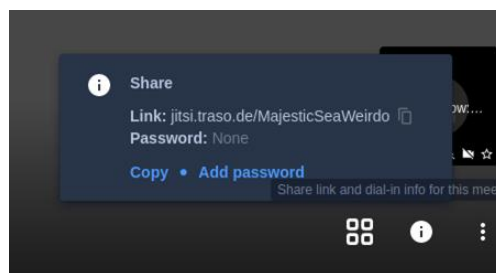 Share
Link: jitsi.traso.de/MajesticSeaWeirdo
ow:...
Password: None
Copy • Add password
Share link and dial-in info for this mee